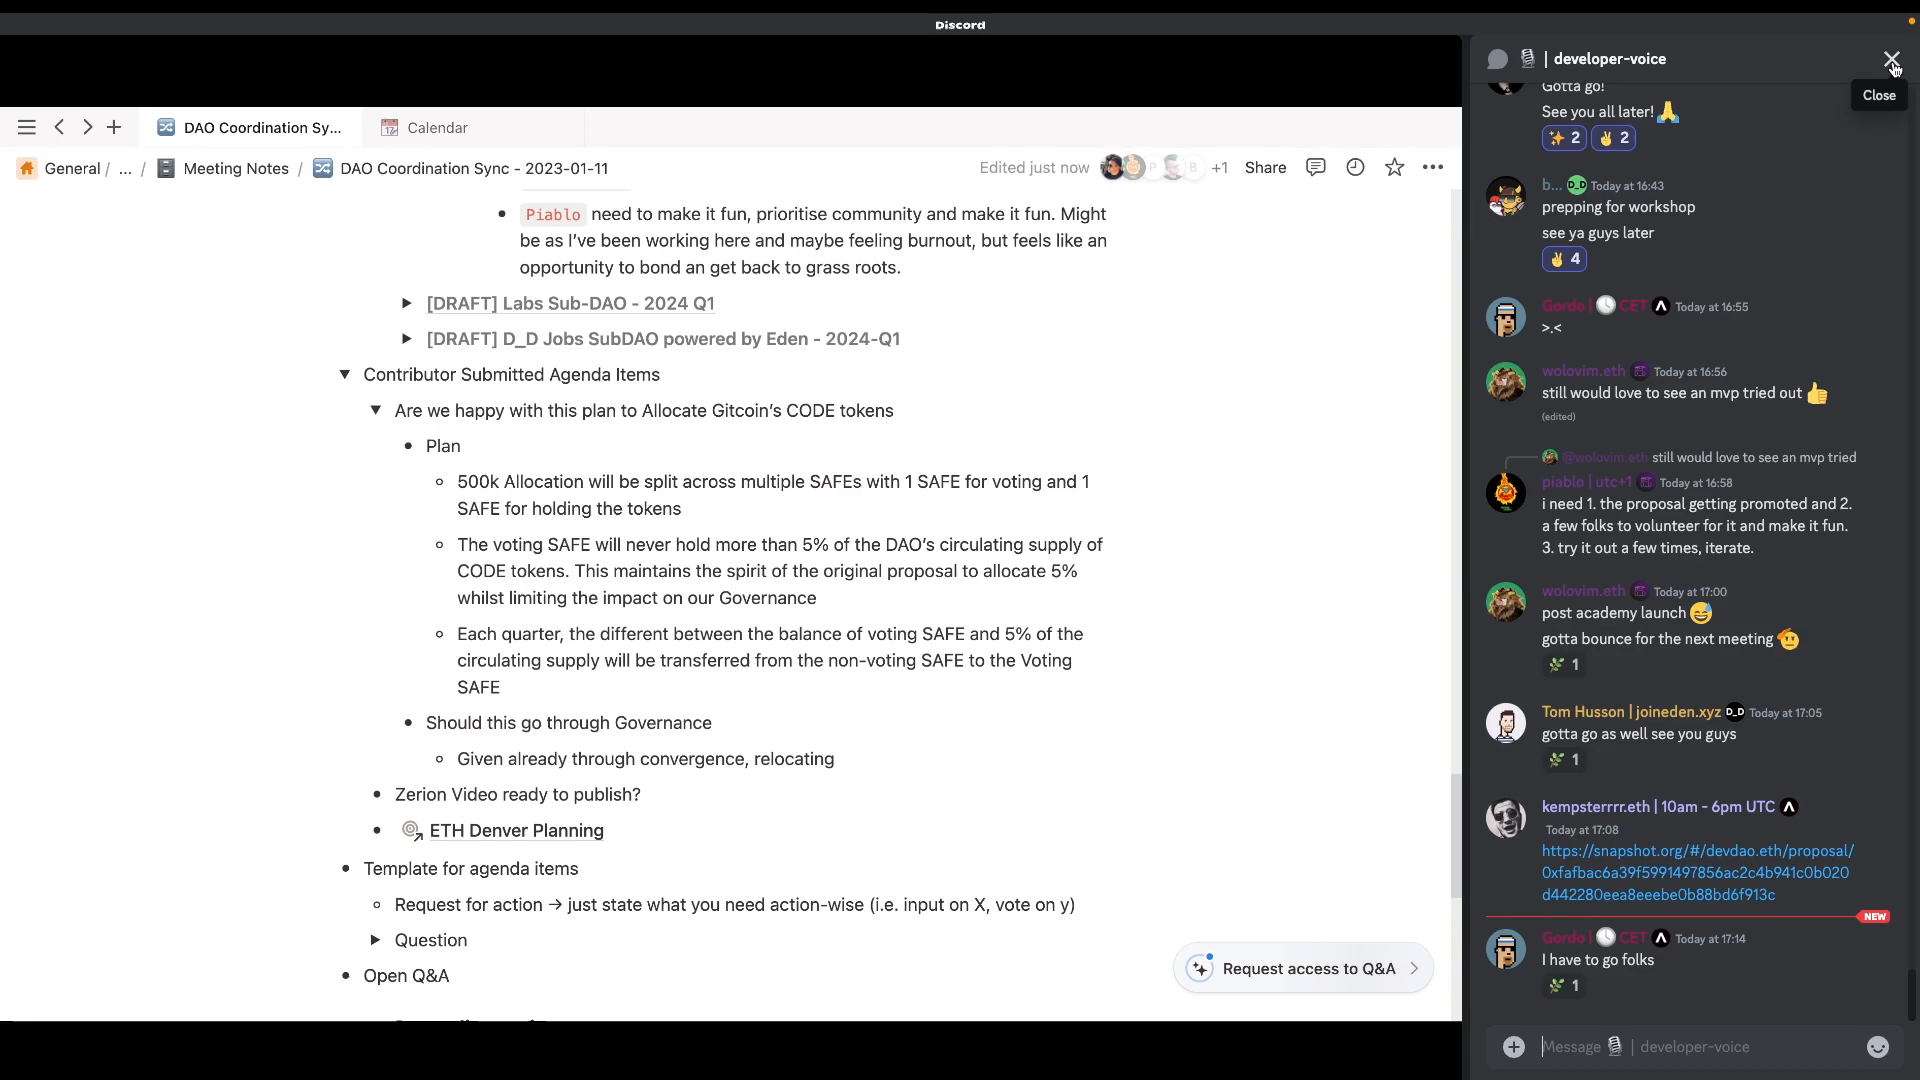 Discord
DAO Coordination Sy...
Calendar
General / ... / Meeting Notes / DAO Coordination Sync - 2023-01-11
Edited just now
P
B
+1
Share
Piablo need to make it fun, prioritise community and make it fun. Might
be as I've been working here and maybe feeling burnout, but feels like an
opportunity to bond an get back to grass roots.
[DRAFT] Labs Sub-DAO - 2024 Q1
[DRAFT] D_D Jobs SubDAO powered by Eden - 2024-Q1
Contributor Submitted Agenda Items
Are we happy with this plan to Allocate Gitcoin's CODE tokens
Plan
500k Allocation will be split across multiple SAFEs with 1 SAFE for voting and 1
SAFE for holding the tokens
The voting SAFE will never hold more than 5% of the DAO's circulating supply of
CODE tokens. This maintains the spirit of the original proposal to allocate 5%
whilst limiting the impact on our Governance
Each quarter, the different between the balance of voting SAFE and 5% of the
circulating supply will be transferred from the non-voting SAFE to the Voting
SAFE
Should this go through Governance
Given already through convergence, relocating
Zerion Video ready to publish?
ETH Denver Planning
Template for agenda items
Request for action → just state what you need action-wise (i.e. input on X, vote on y)
Question
Open Q&A
Request access to Q&A
| developer-voice
Close
Gotta go!
See you all later! 🙏
✨ 2 ✌️ 2
b... D_D Today at 16:43
prepping for workshop
see ya guys later
✌️ 4
Gordo | 🕓 CET Today at 16:55
>.<
wolovim.eth Today at 16:56
still would love to see an mvp tried out 👍
(edited)
@wolovim.eth still would love to see an mvp tried
piablo | utc+1 Today at 16:58
i need 1. the proposal getting promoted and 2.
a few folks to volunteer for it and make it fun.
3. try it out a few times, iterate.
wolovim.eth Today at 17:00
post academy launch 😅
gotta bounce for the next meeting 🫡
🌿 1
Tom Husson | joineden.xyz D_D Today at 17:05
gotta go as well see you guys
🌿 1
kempsterrrr.eth | 10am - 6pm UTC
Today at 17:08
https://snapshot.org/#/devdao.eth/proposal/
0xfafbac6a39f5991497856ac2c4b941c0b020
d442280eea8eeebe0b88bd6f913c
NEW
Gordo | 🕓 CET Today at 17:14
I have to go folks
🌿 1
Message 🎙 | developer-voice